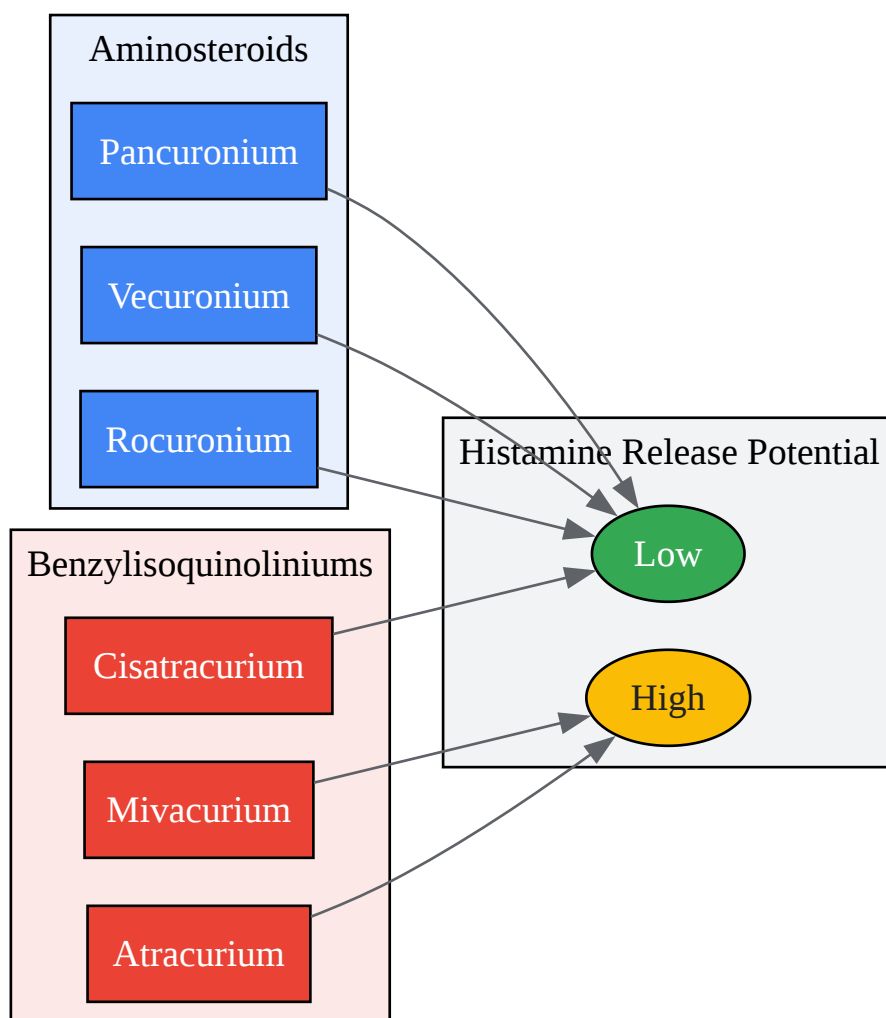 Aminosteroids
Pancuronium
Vecuronium
Rocuronium
Benzylisoquinoliniums
Cisatracurium
Mivacurium
Atracurium
Histamine Release Potential
Low
High